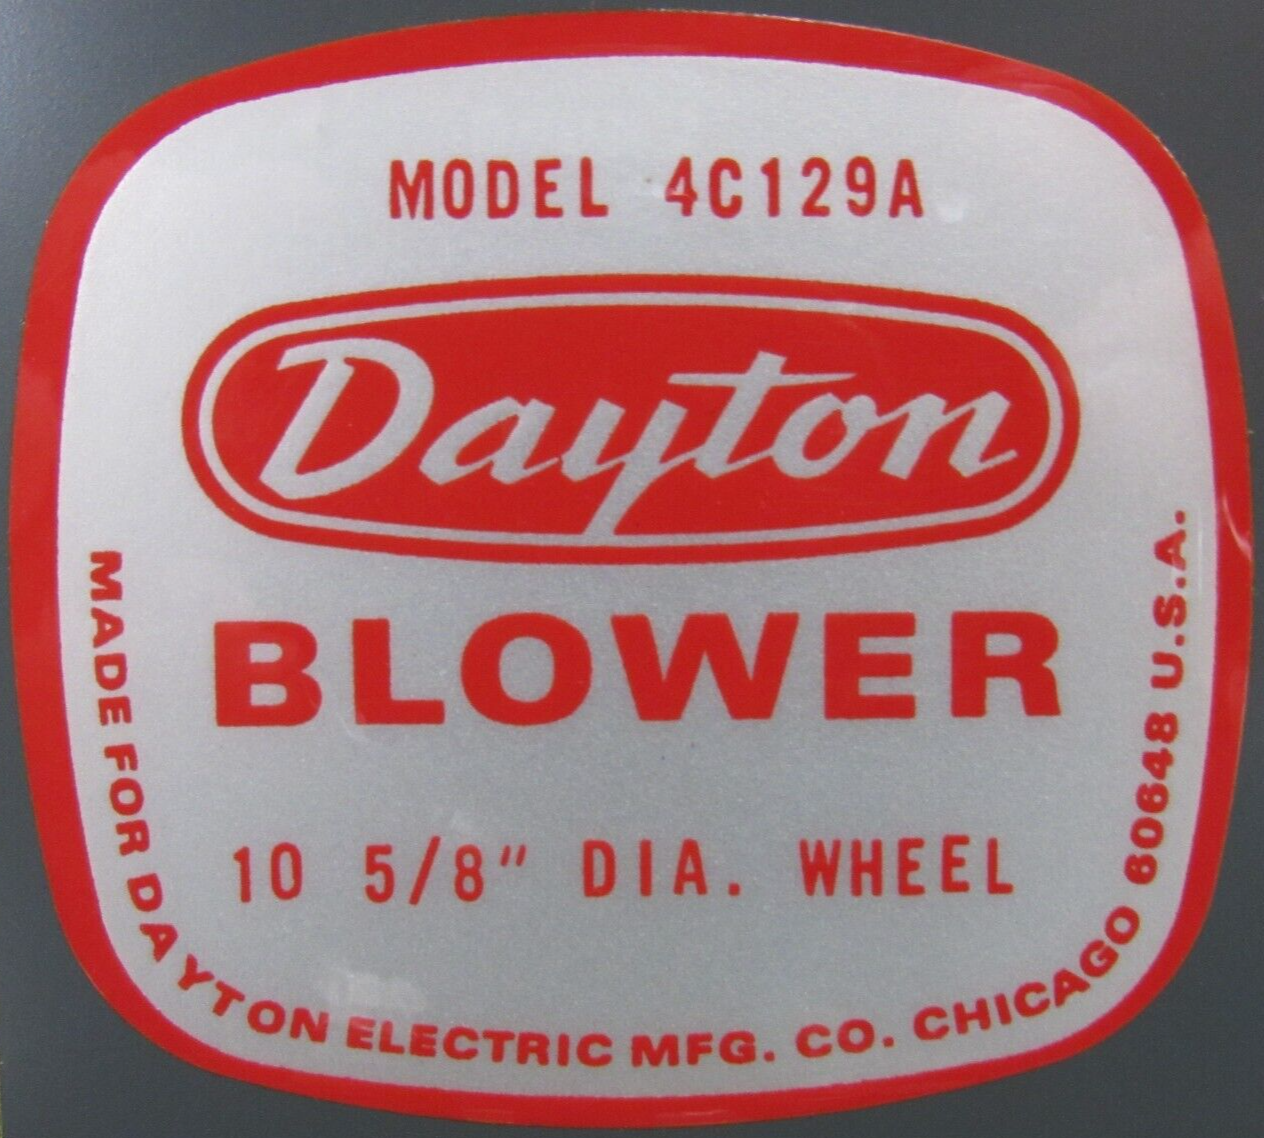 MODEL 4C129A
Dayton
BLOWER
10 5/8" DIA. WHEEL
MADE FOR DAYTON ELECTRIC MFG. CO. CHICAGO 60648 U.S.A.